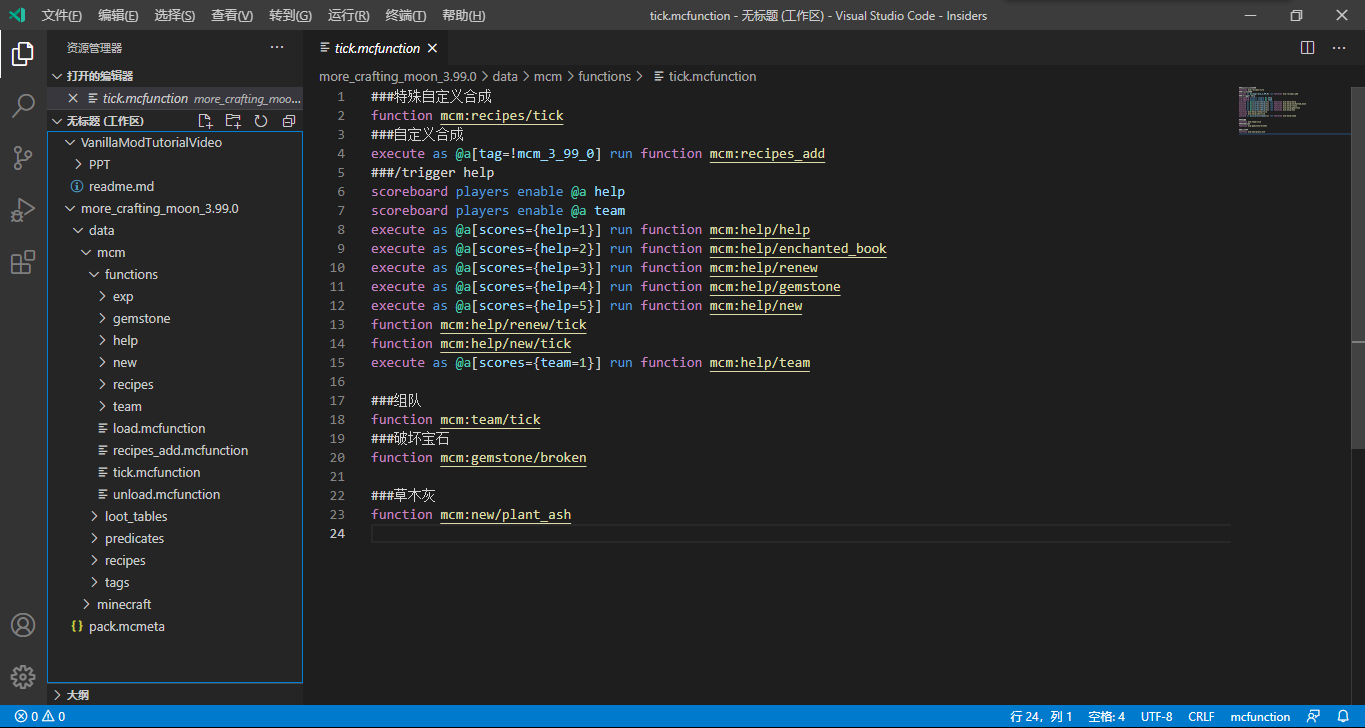 文件(F) 编辑(E) 选择(S) 查看(V) 转到(G) 运行(R) 终端(T) 帮助(H) tick.mcfunction - 无标题 (工作区) - Visual Studio Code - Insiders
资源管理器
打开的编辑器
tick.mcfunction more_crafting_moo...
无标题 (工作区)
VanillaModTutorialVideo
PPT
readme.md
more_crafting_moon_3.99.0
data
mcm
functions
exp
gemstone
help
new
recipes
team
load.mcfunction
recipes_add.mcfunction
tick.mcfunction
unload.mcfunction
loot_tables
predicates
recipes
tags
minecraft
pack.mcmeta
大纲
tick.mcfunction
more_crafting_moon_3.99.0 > data > mcm > functions > tick.mcfunction
1 ###特殊自定义合成
2 function mcm:recipes/tick
3 ###自定义合成
4 execute as @a[tag=!mcm_3_99_0] run function mcm:recipes_add
5 ###/trigger help
6 scoreboard players enable @a help
7 scoreboard players enable @a team
8 execute as @a[scores={help=1}] run function mcm:help/help
9 execute as @a[scores={help=2}] run function mcm:help/enchanted_book
10 execute as @a[scores={help=3}] run function mcm:help/renew
11 execute as @a[scores={help=4}] run function mcm:help/gemstone
12 execute as @a[scores={help=5}] run function mcm:help/new
13 function mcm:help/renew/tick
14 function mcm:help/new/tick
15 execute as @a[scores={team=1}] run function mcm:help/team
16
17 ###组队
18 function mcm:team/tick
19 ###破坏宝石
20 function mcm:gemstone/broken
21
22 ###草木灰
23 function mcm:new/plant_ash
24
0 0 行 24，列 1 空格: 4 UTF-8 CRLF mcfunction